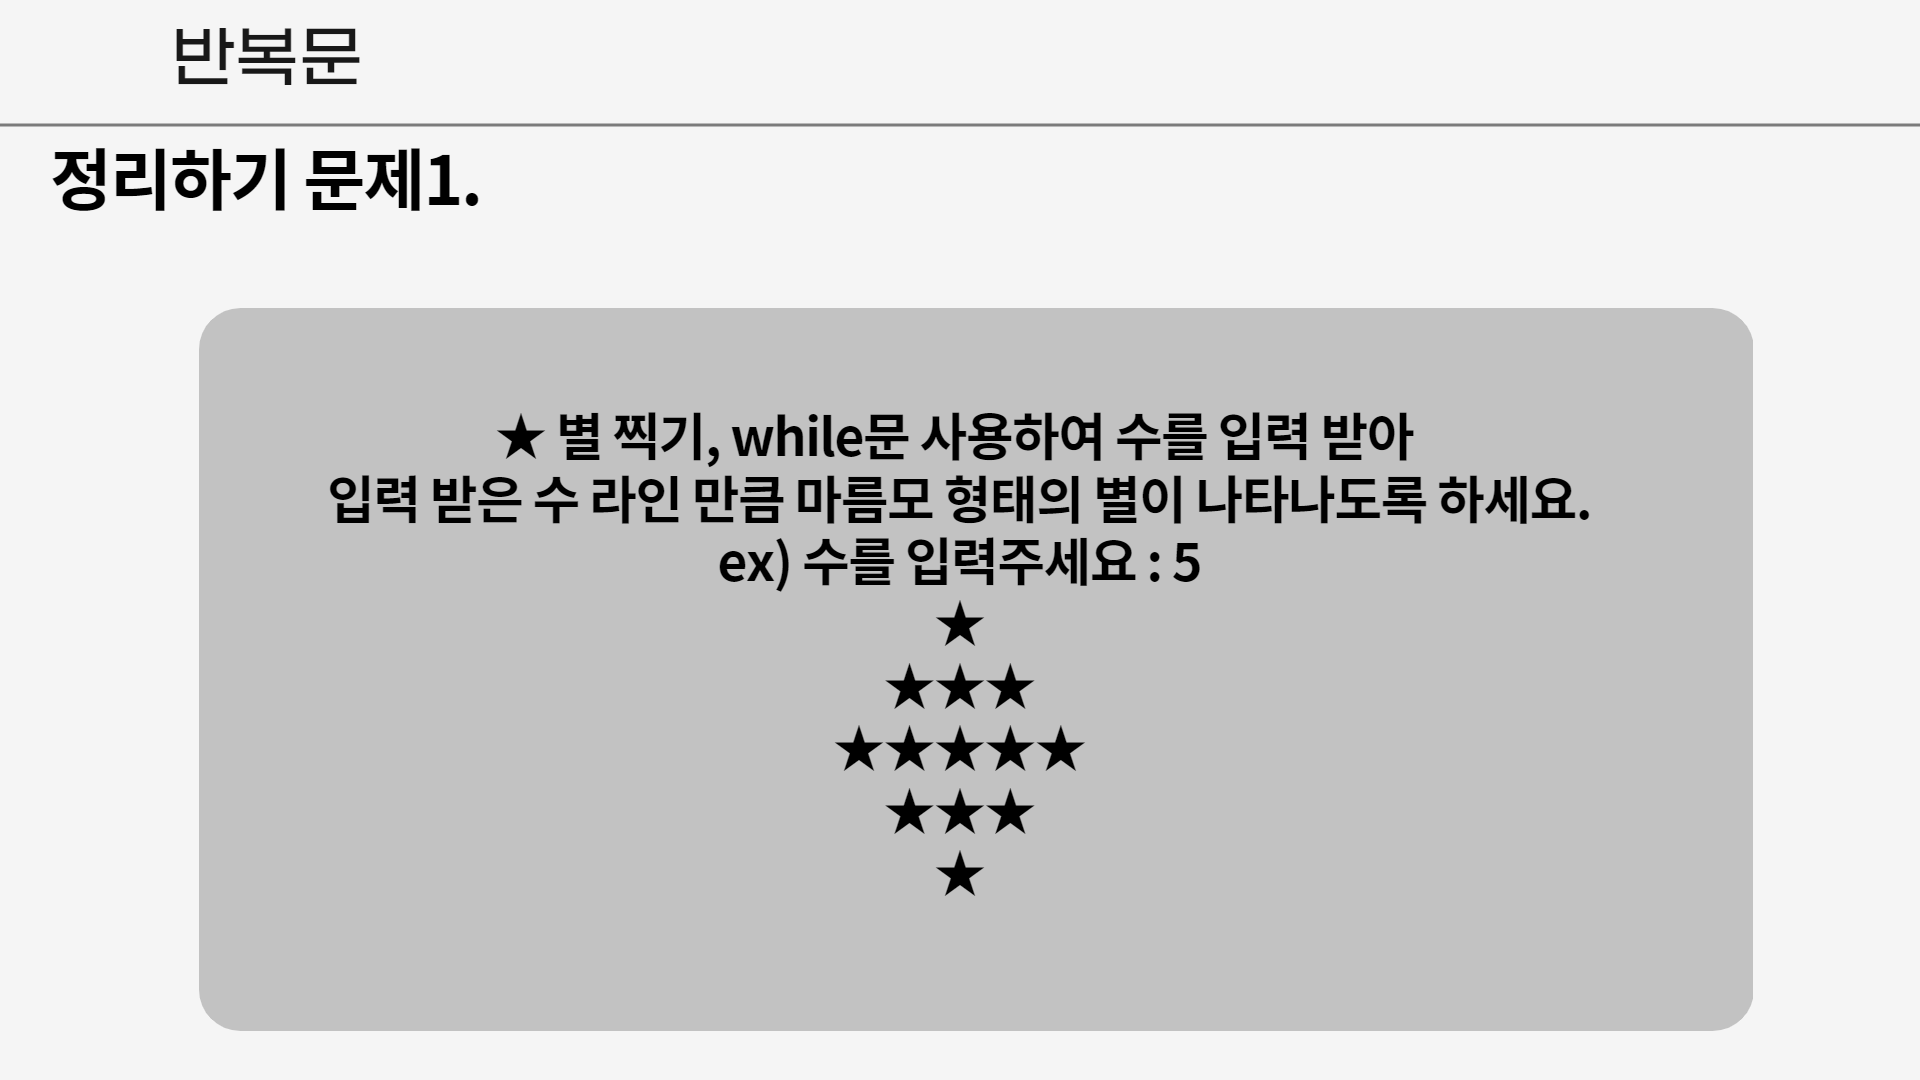 반복문
정리하기 문제1.
★ 별 찍기, while문 사용하여 수를 입력 받아
입력 받은 수 라인 만큼 마름모 형태의 별이 나타나도록 하세요.
ex) 수를 입력주세요 : 5
★
★★★
★★★★★
★★★
★